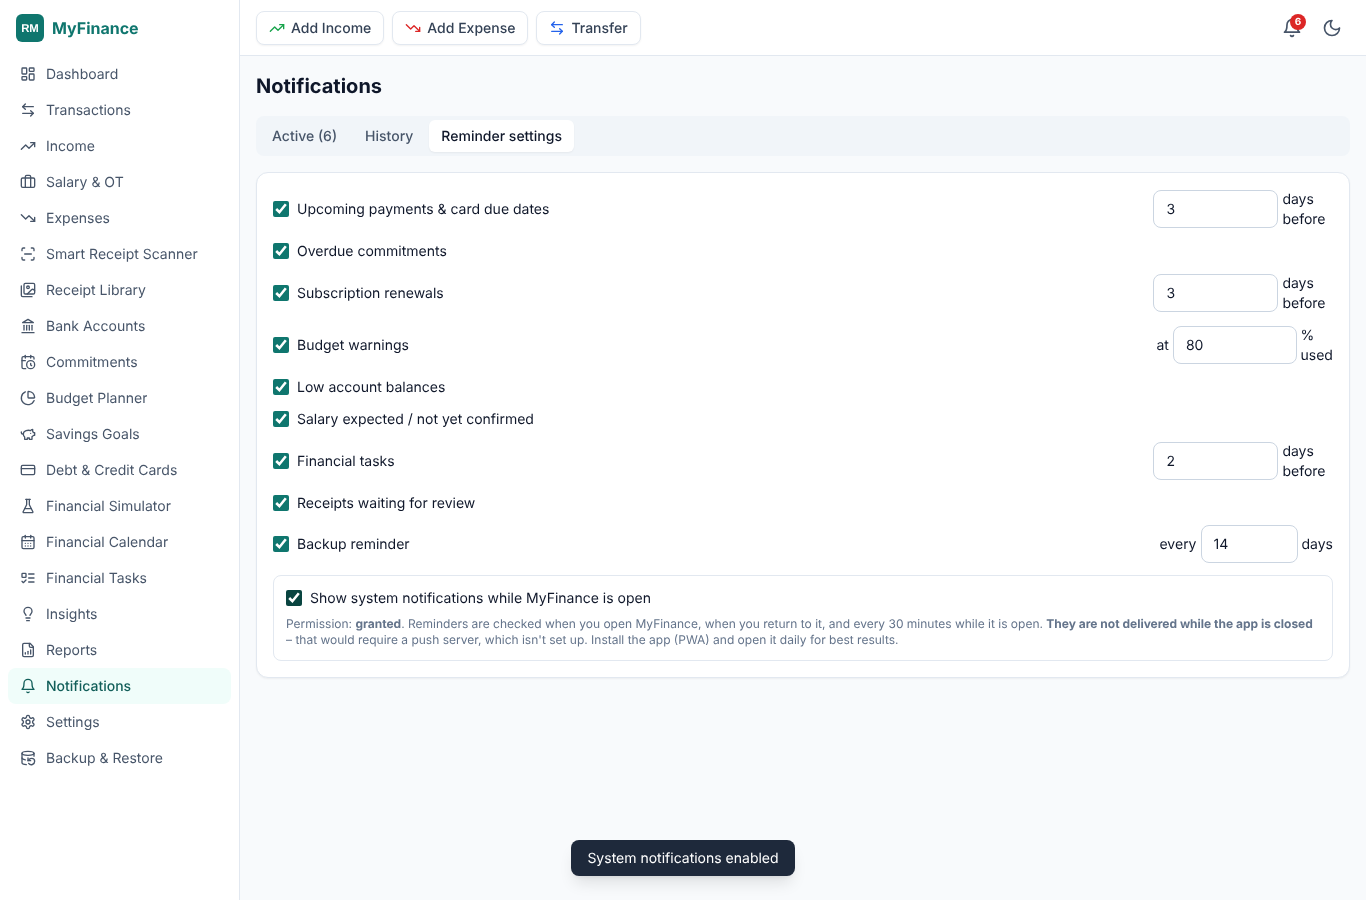 RM MyFinance
Dashboard
Transactions
Income
Salary & OT
Expenses
Smart Receipt Scanner
Receipt Library
Bank Accounts
Commitments
Budget Planner
Savings Goals
Debt & Credit Cards
Financial Simulator
Financial Calendar
Financial Tasks
Insights
Reports
Notifications
Settings
Backup & Restore
Add Income Add Expense Transfer 6
Notifications
Active (6) History Reminder settings
Upcoming payments & card due dates 3 days before
Overdue commitments
Subscription renewals 3 days before
Budget warnings at 80 % used
Low account balances
Salary expected / not yet confirmed
Financial tasks 2 days before
Receipts waiting for review
Backup reminder every 14 days
Show system notifications while MyFinance is open
Permission: granted. Reminders are checked when you open MyFinance, when you return to it, and every 30 minutes while it is open. They are not delivered while the app is closed
– that would require a push server, which isn't set up. Install the app (PWA) and open it daily for best results.
System notifications enabled